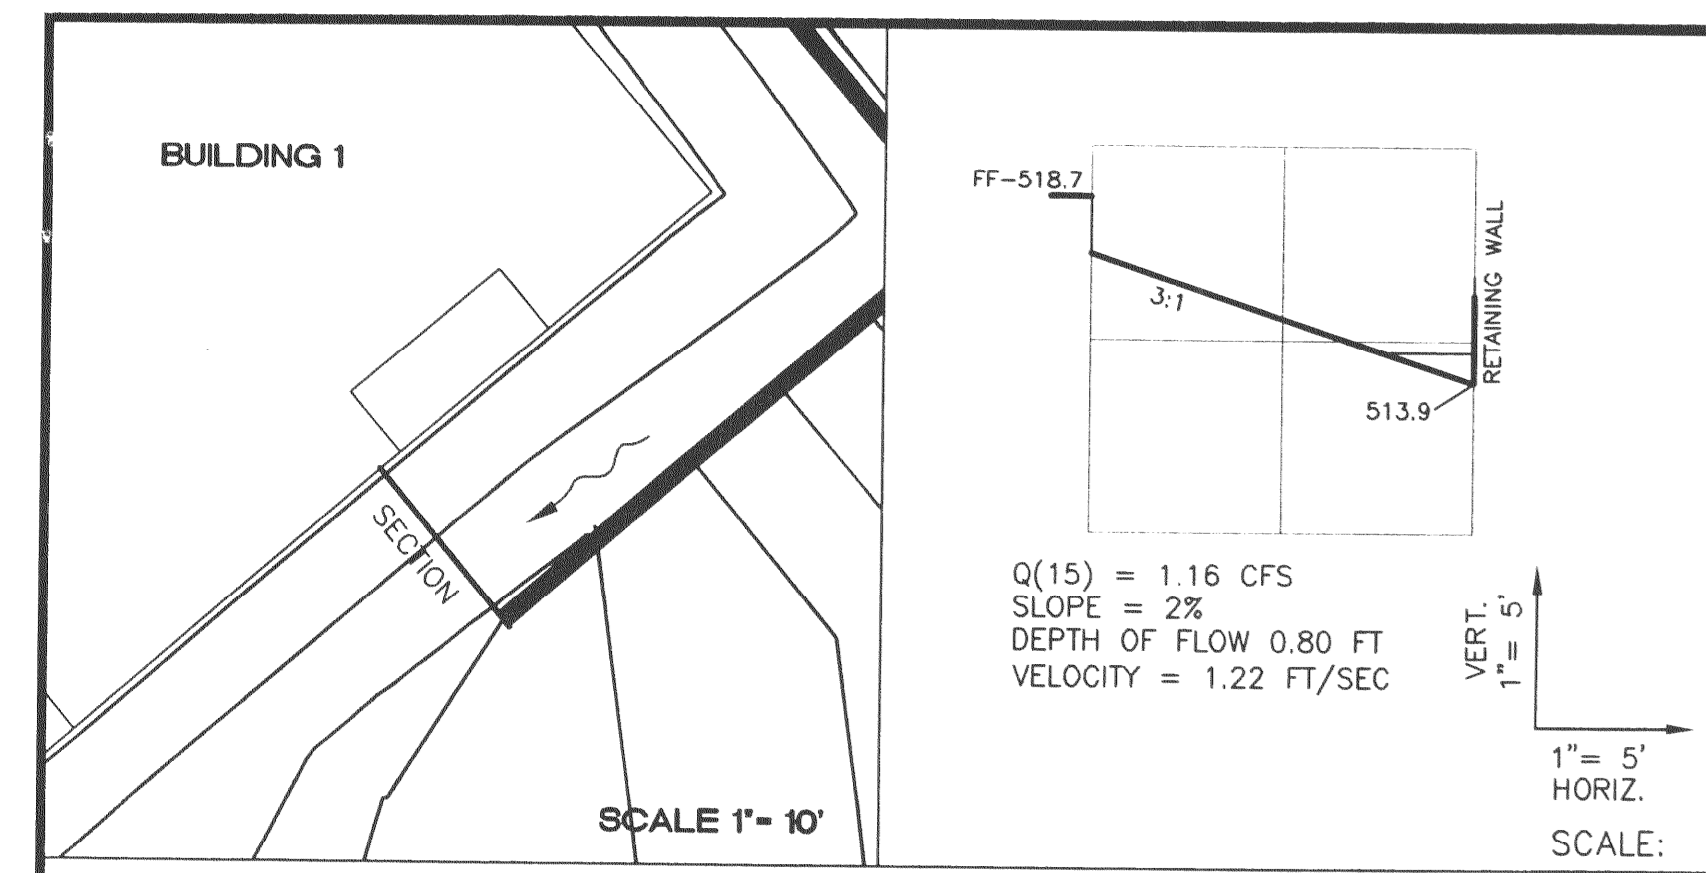 BUILDING 1
SECTION
SCALE 1"= 10'
FF-518.7
3:1
RETAINING WALL
513.9
Q(15) = 1.16 CFS
SLOPE = 2%
DEPTH OF FLOW 0.80 FT
VELOCITY = 1.22 FT/SEC
VERT.
1"= 5'
1"= 5'
HORIZ.
SCALE: